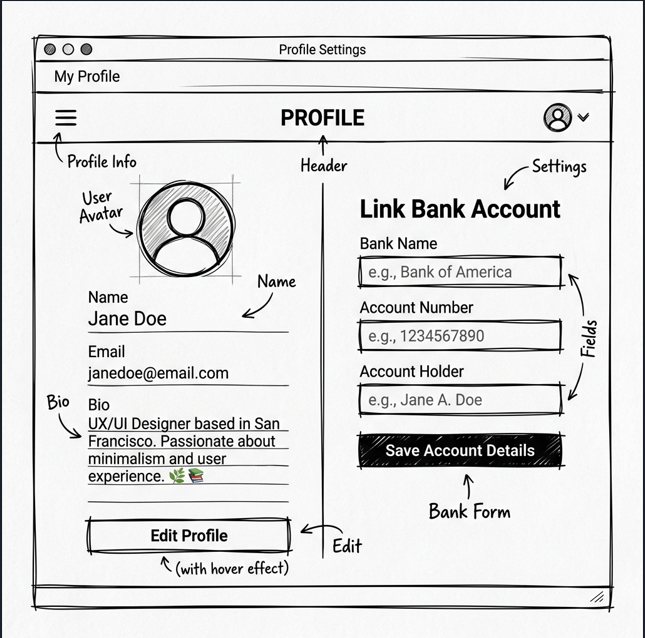 Profile Settings
My Profile
PROFILE
Profile Info
Header
User
Avatar
Name
Name
Jane Doe
Email
janedoe@email.com
Bio
Bio
UX/UI Designer based in San
Francisco. Passionate about
minimalism and user
experience. 🌿📚
Edit Profile
Edit
(with hover effect)
Settings
Link Bank Account
Bank Name
e.g., Bank of America
Account Number
e.g., 1234567890
Fields
Account Holder
e.g., Jane A. Doe
Save Account Details
Bank Form